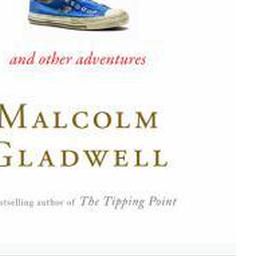 and other adventures
MALCOLM
GLADWELL
stselling author of The Tipping Point